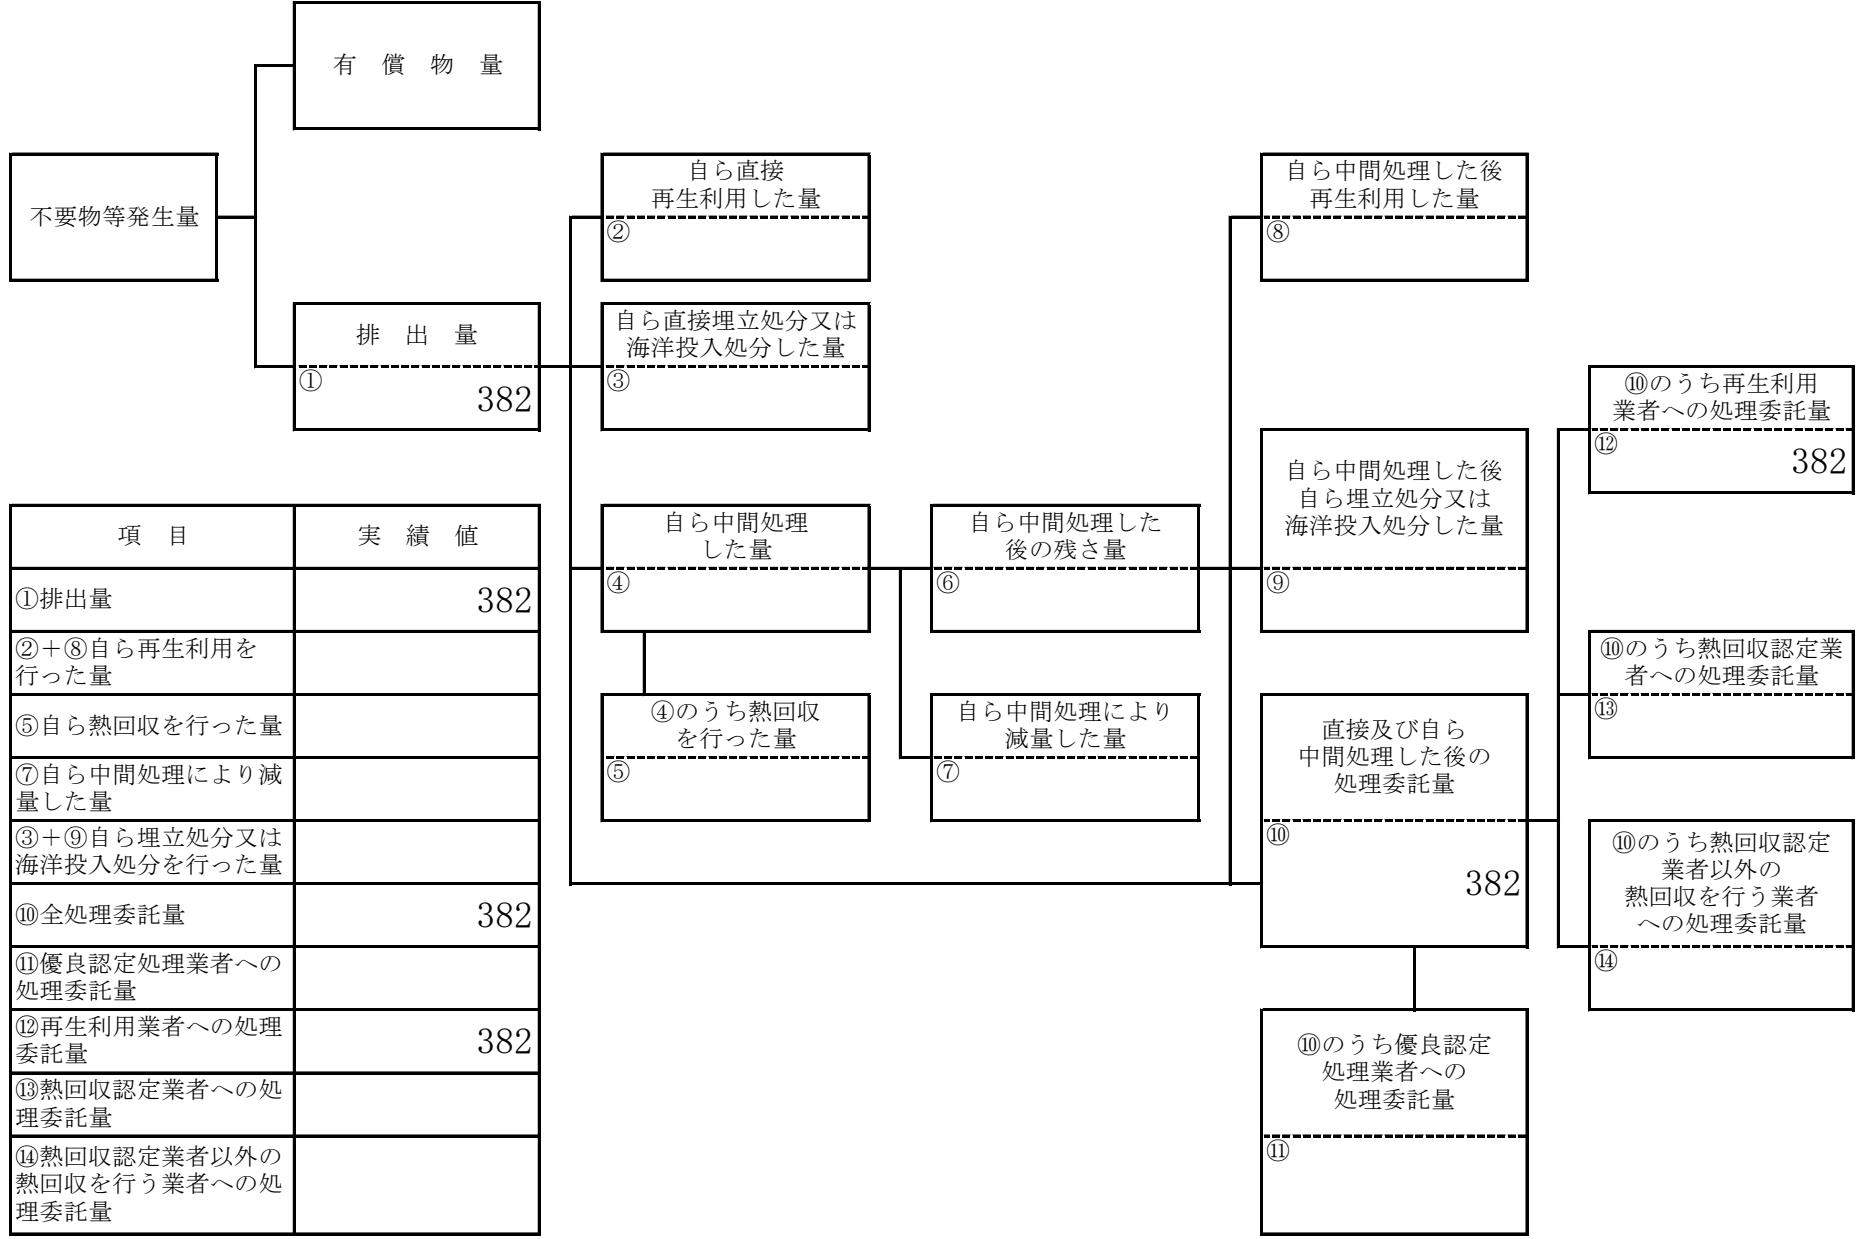 有償物量
不要物等発生量
排出量
①
382
自ら直接
再生利用した量
②
自ら直接埋立処分又は
海洋投入処分した量
③
自ら中間処理
した量
④
④のうち熱回収
を行った量
⑤
自ら中間処理した
後の残さ量
⑥
自ら中間処理により
減量した量
⑦
自ら中間処理した後
再生利用した量
⑧
自ら中間処理した後
自ら埋立処分又は
海洋投入処分した量
⑨
直接及び自ら
中間処理した後の
処理委託量
⑩
382
⑩のうち優良認定
処理業者への
処理委託量
⑪
⑩のうち再生利用
業者への処理委託量
⑫
382
⑩のうち熱回収認定業
者への処理委託量
⑬
⑩のうち熱回収認定
業者以外の
熱回収を行う業者
への処理委託量
⑭
項目 実績値
①排出量 382
②+⑧自ら再生利用を
行った量
⑤自ら熱回収を行った量
⑦自ら中間処理により減
量した量
③+⑨自ら埋立処分又は
海洋投入処分を行った量
⑩全処理委託量 382
⑪優良認定処理業者への
処理委託量
⑫再生利用業者への処理
委託量 382
⑬熱回収認定業者への処
理委託量
⑭熱回収認定業者以外の
熱回収を行う業者への処
理委託量